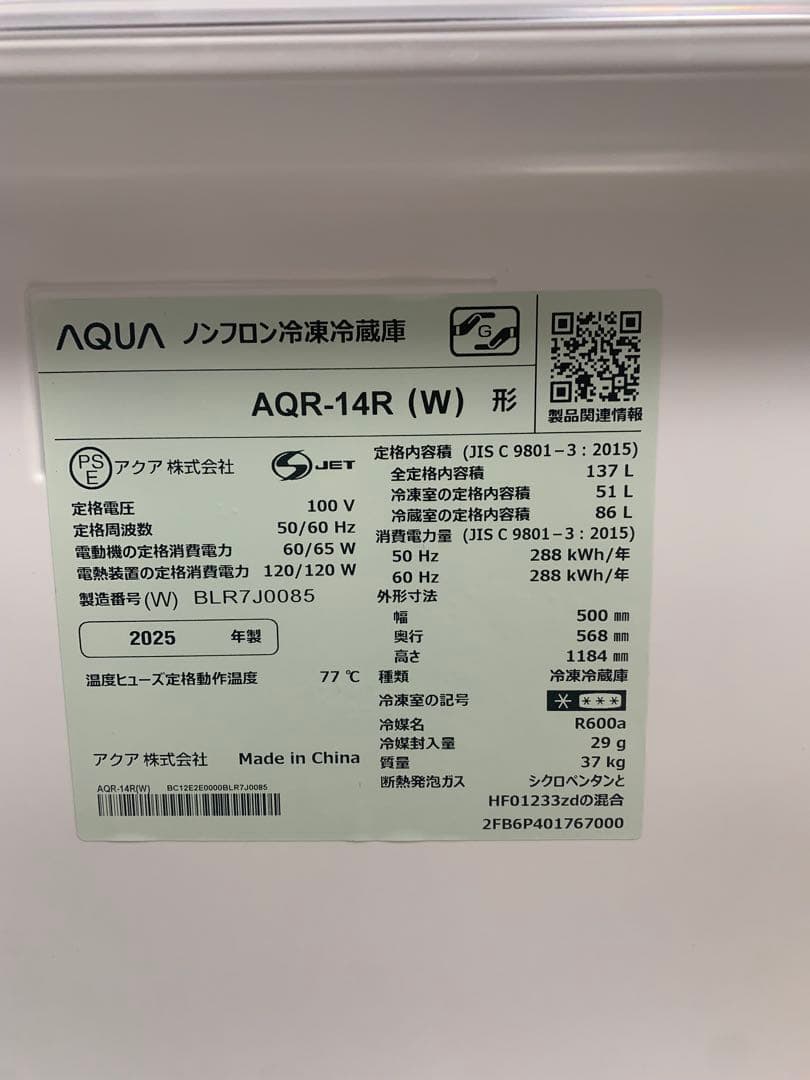 AQUA ノンフロン冷凍冷蔵庫
G
AQR-14R (W) 形
製品関連情報
PS
E
アクア 株式会社
S JET
定格電圧 100 V
定格周波数 50/60 Hz
電動機の定格消費電力 60/65 W
電熱装置の定格消費電力 120/120 W
製造番号(W) BLR7J0085
2025 年製
温度ヒューズ定格動作温度 77 ℃
アクア 株式会社 Made in China
AQR-14R(W) BC12E2E0000BLR7J0085
定格内容積 (JIS C 9801−3：2015)
全定格内容積 137 L
冷凍室の定格内容積 51 L
冷蔵室の定格内容積 86 L
消費電力量 (JIS C 9801−3：2015)
50 Hz 288 kWh/年
60 Hz 288 kWh/年
外形寸法
幅 500 ㎜
奥行 568 ㎜
高さ 1184 ㎜
種類 冷凍冷蔵庫
冷凍室の記号 * ***
冷媒名 R600a
冷媒封入量 29 g
質量 37 kg
断熱発泡ガス シクロペンタンと
HFO1233zdの混合
2FB6P401767000